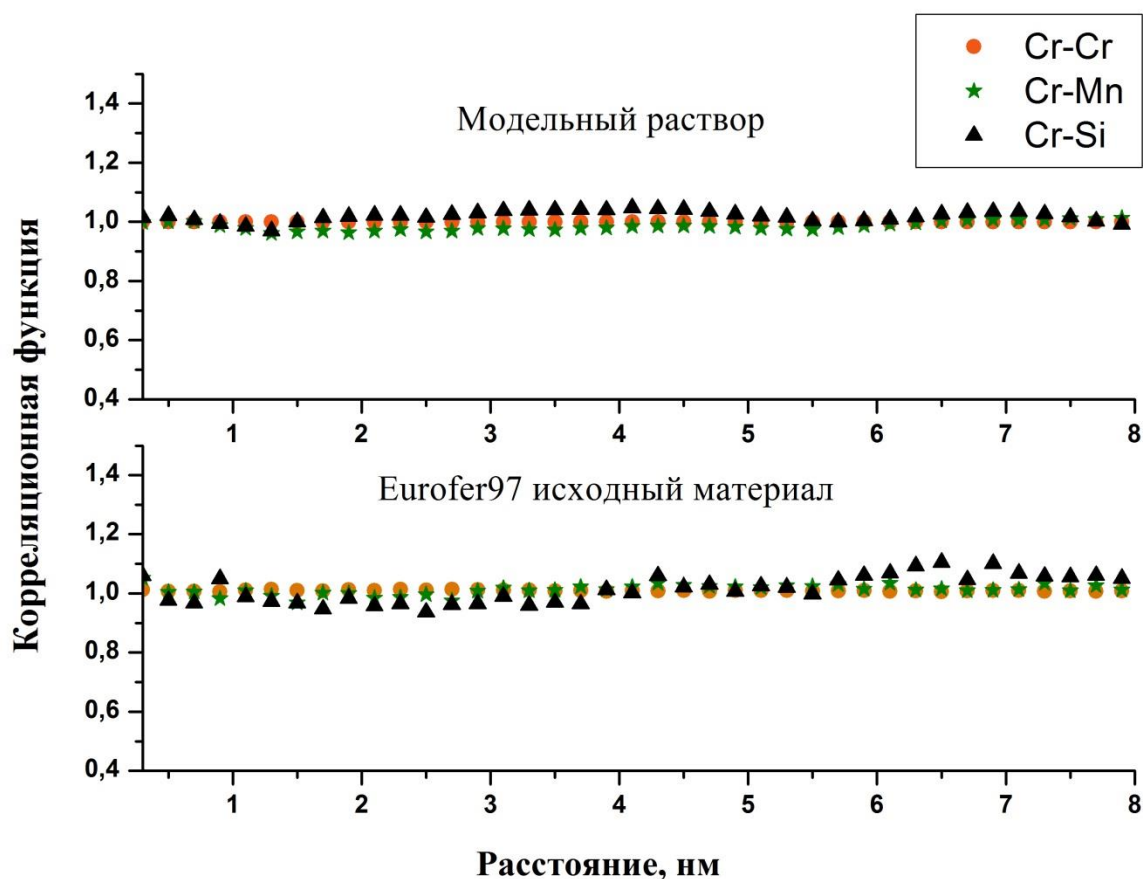 Cr-Cr
Cr-Mn
Cr-Si
Корреляционная функция
Модельный раствор
1,4
1,2
1,0
0,8
0,6
0,4
1 2 3 4 5 6 7 8
Eurofer97 исходный материал
1,4
1,2
1,0
0,8
0,6
0,4
1 2 3 4 5 6 7 8
Расстояние, нм